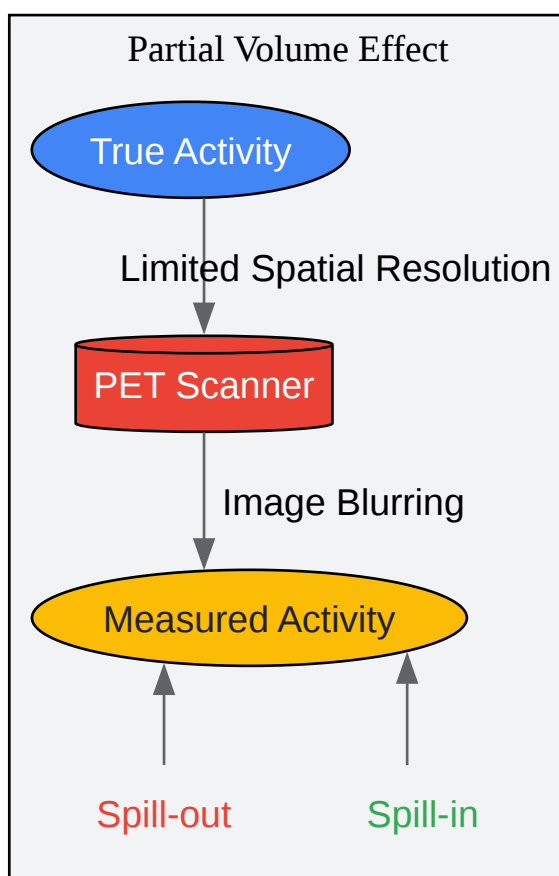 Partial Volume Effect
True Activity
Limited Spatial Resolution
PET Scanner
Image Blurring
Measured Activity
Spill-out
Spill-in